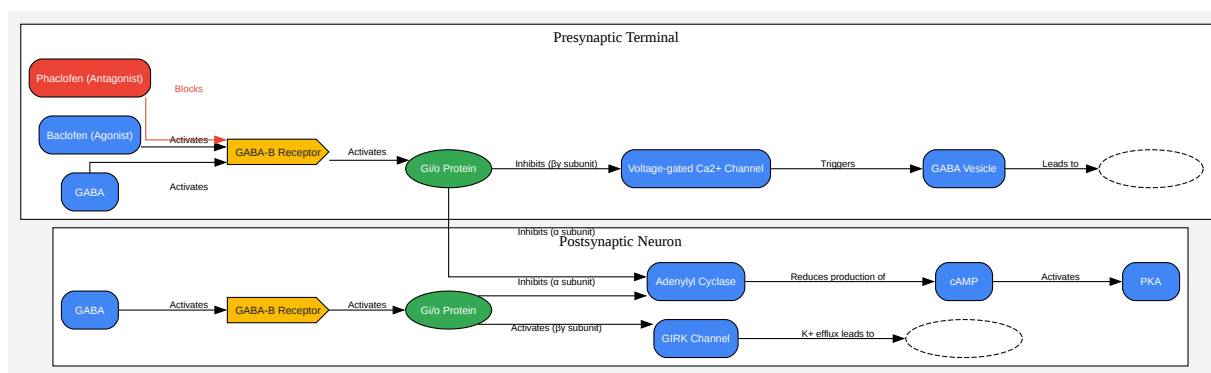 Presynaptic Terminal
Phaclofen (Antagonist)
Blocks
Baclofen (Agonist)
Activates
GABA-B Receptor
Activates
Gi/o Protein
Inhibits (βγ subunit)
Voltage-gated Ca2+ Channel
Triggers
GABA Vesicle
Leads to
GABA
Activates
Inhibits (α subunit)
Postsynaptic Neuron
GABA
Activates
GABA-B Receptor
Activates
Gi/o Protein
Inhibits (α subunit)
Adenylyl Cyclase
Reduces production of
cAMP
Activates
PKA
Activates (βγ subunit)
GIRK Channel
K+ efflux leads to